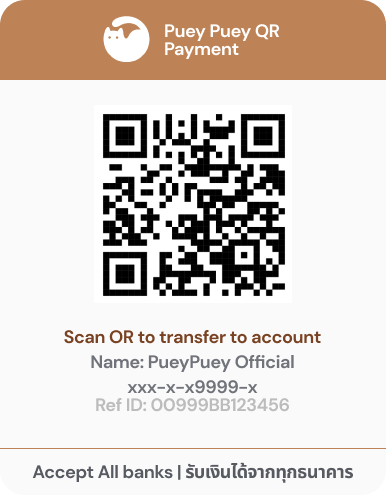 Puey Puey QR
Payment
Scan OR to transfer to account
Name: PueyPuey Official
xxx-x-x9999-x
Ref ID: 00999BB123456
Accept All banks | รับเงินได้จากทุกธนาคาร